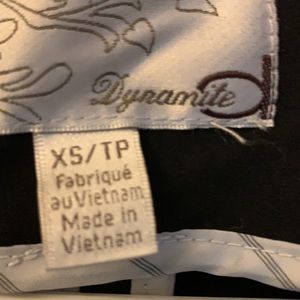 Dynamite
XS/TP
Fabriqué
au Vietnam
Made in
Vietnam